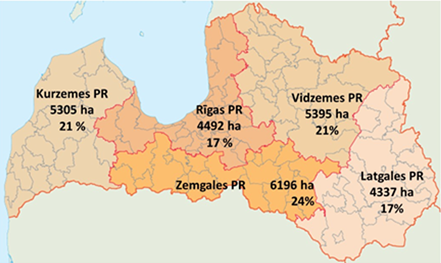 Kurzemes PR
5305 ha
21 %
Rīgas PR
4492 ha
17 %
Vidzemes PR
5395 ha
21%
Zemgales PR
6196 ha
24%
Latgales PR
4337 ha
17%